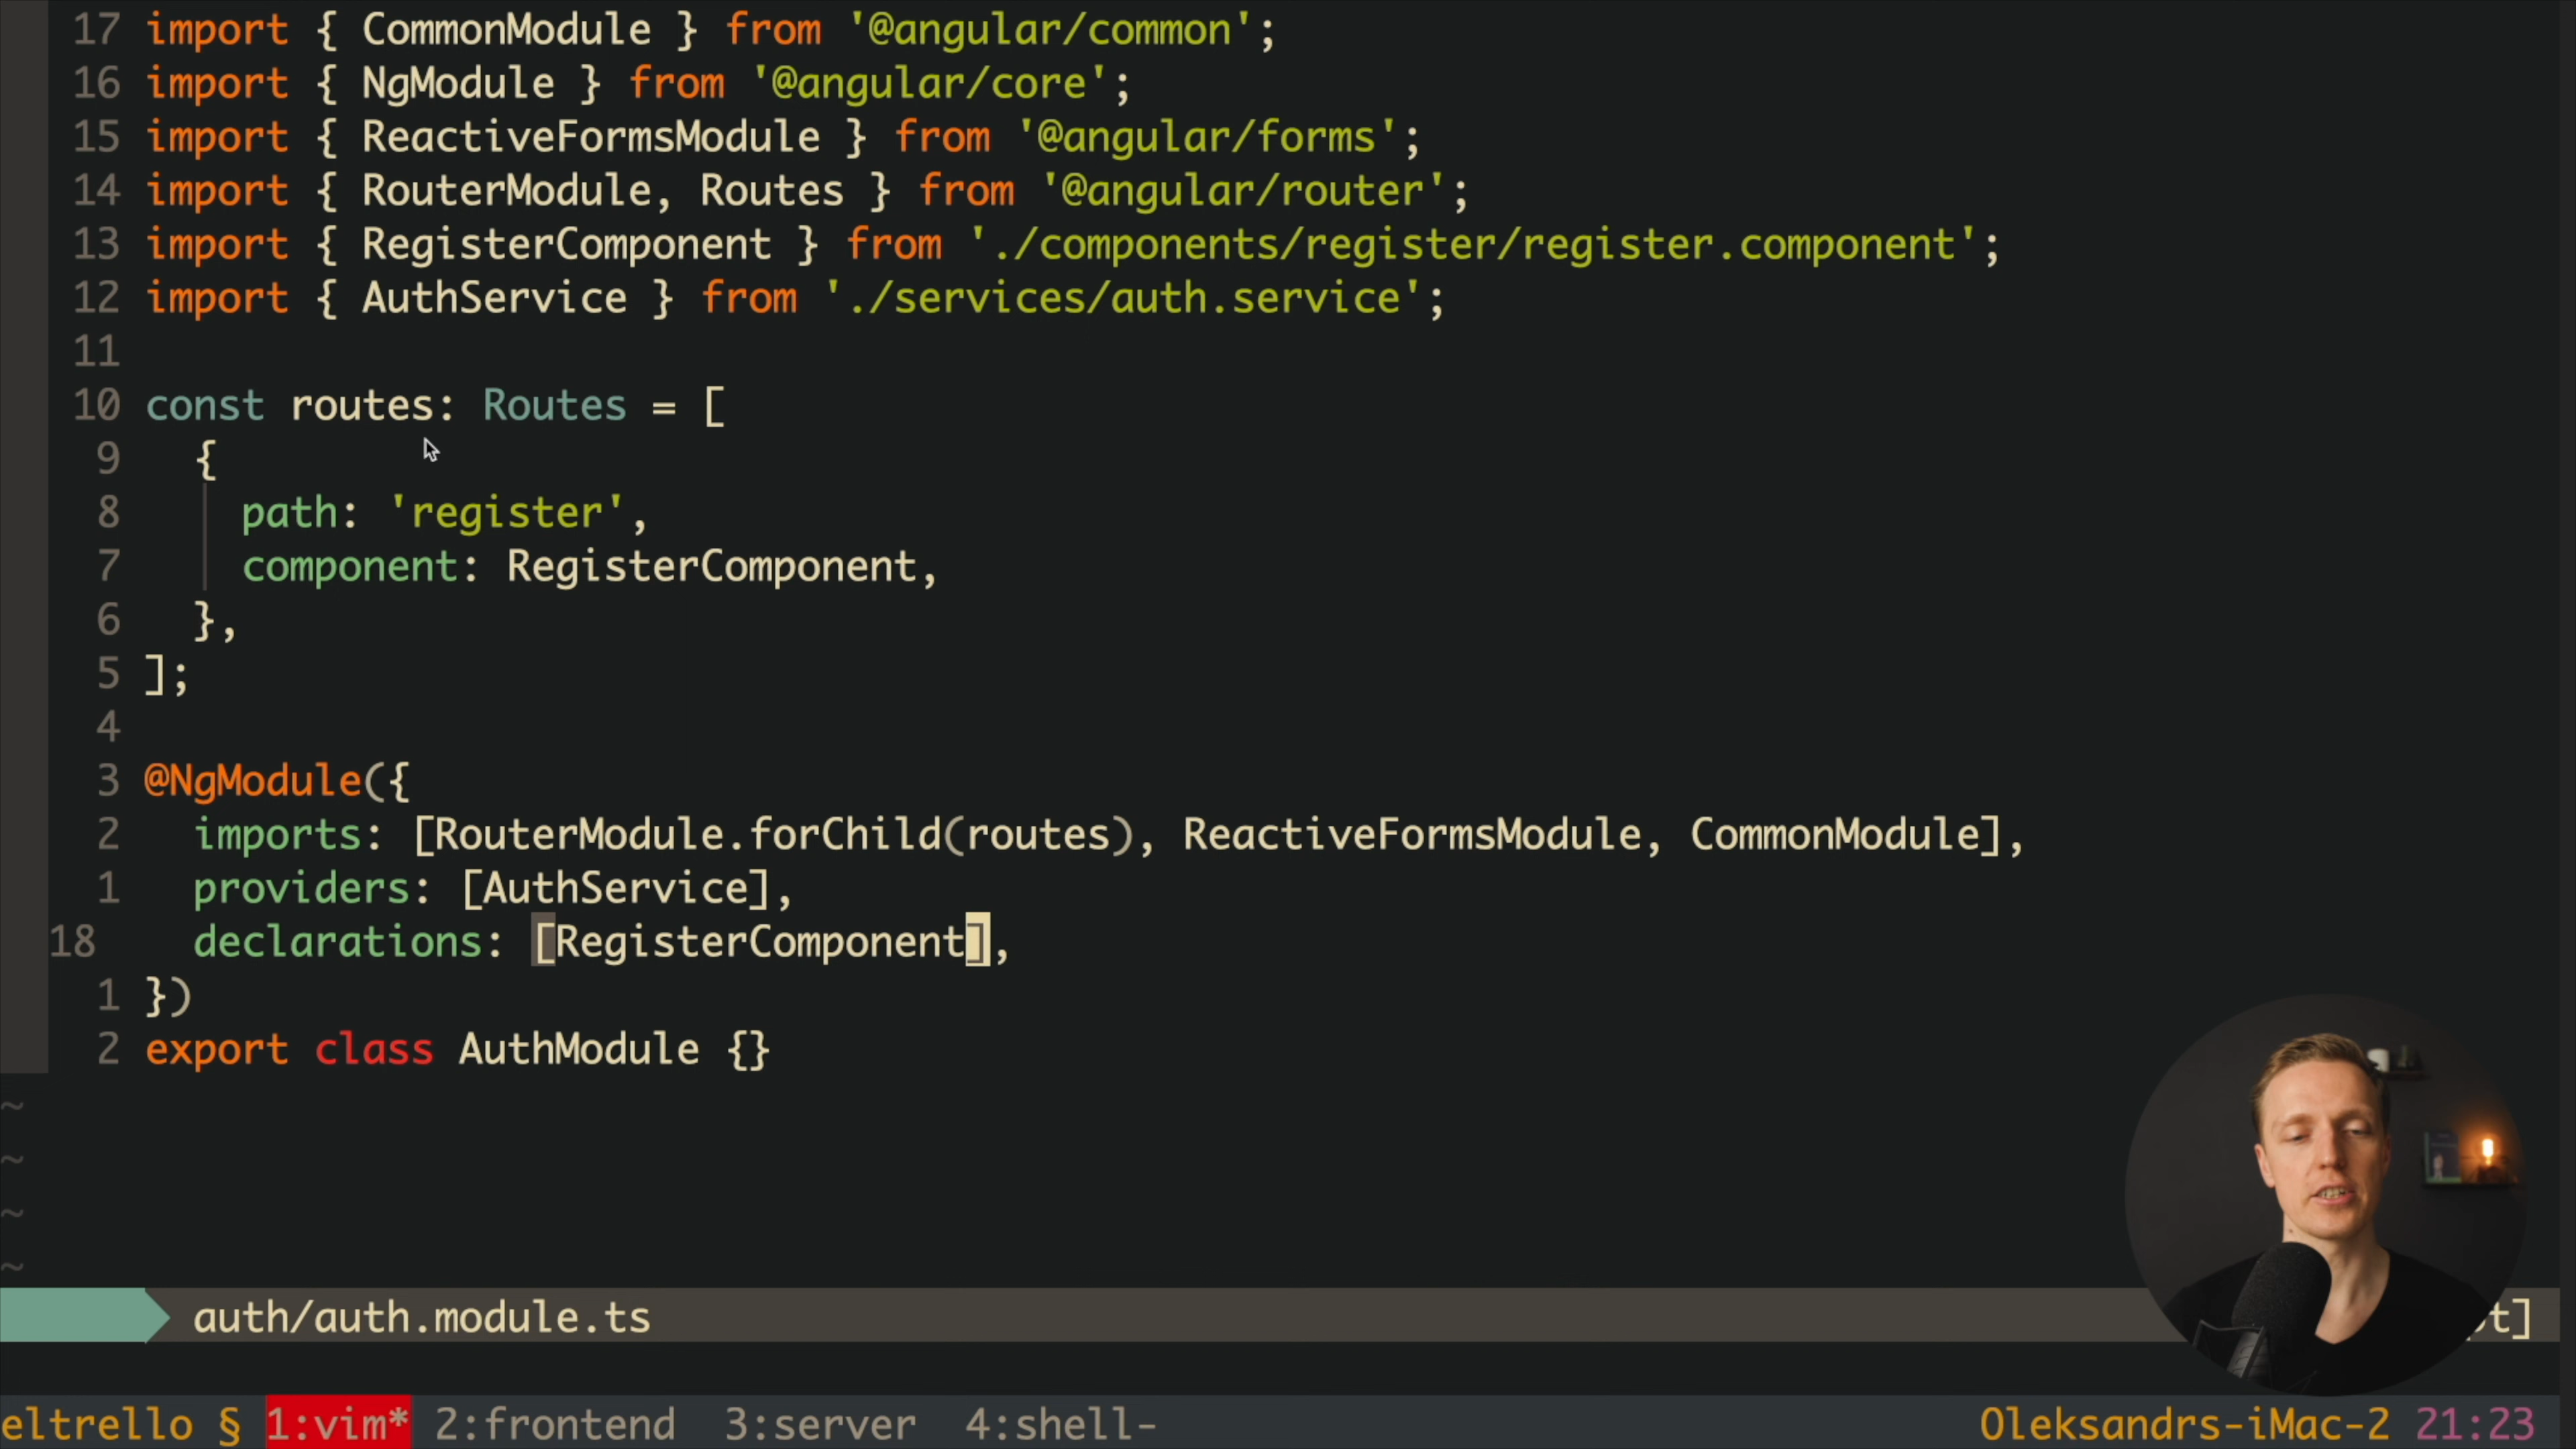 17 import { CommonModule } from '@angular/common';
16 import { NgModule } from '@angular/core';
15 import { ReactiveFormsModule } from '@angular/forms';
14 import { RouterModule, Routes } from '@angular/router';
13 import { RegisterComponent } from './components/register/register.component';
12 import { AuthService } from './services/auth.service';
11
10 const routes: Routes = [
9   {
8     path: 'register',
7     component: RegisterComponent,
6   },
5 ];
4
3 @NgModule({
2   imports: [RouterModule.forChild(routes), ReactiveFormsModule, CommonModule],
1   providers: [AuthService],
18   declarations: [RegisterComponent],
1 })
2 export class AuthModule {}
~
~
~
~
auth/auth.module.ts
eltrello § 1:vim* 2:frontend 3:server 4:shell- Oleksandrs-iMac-2 21:23